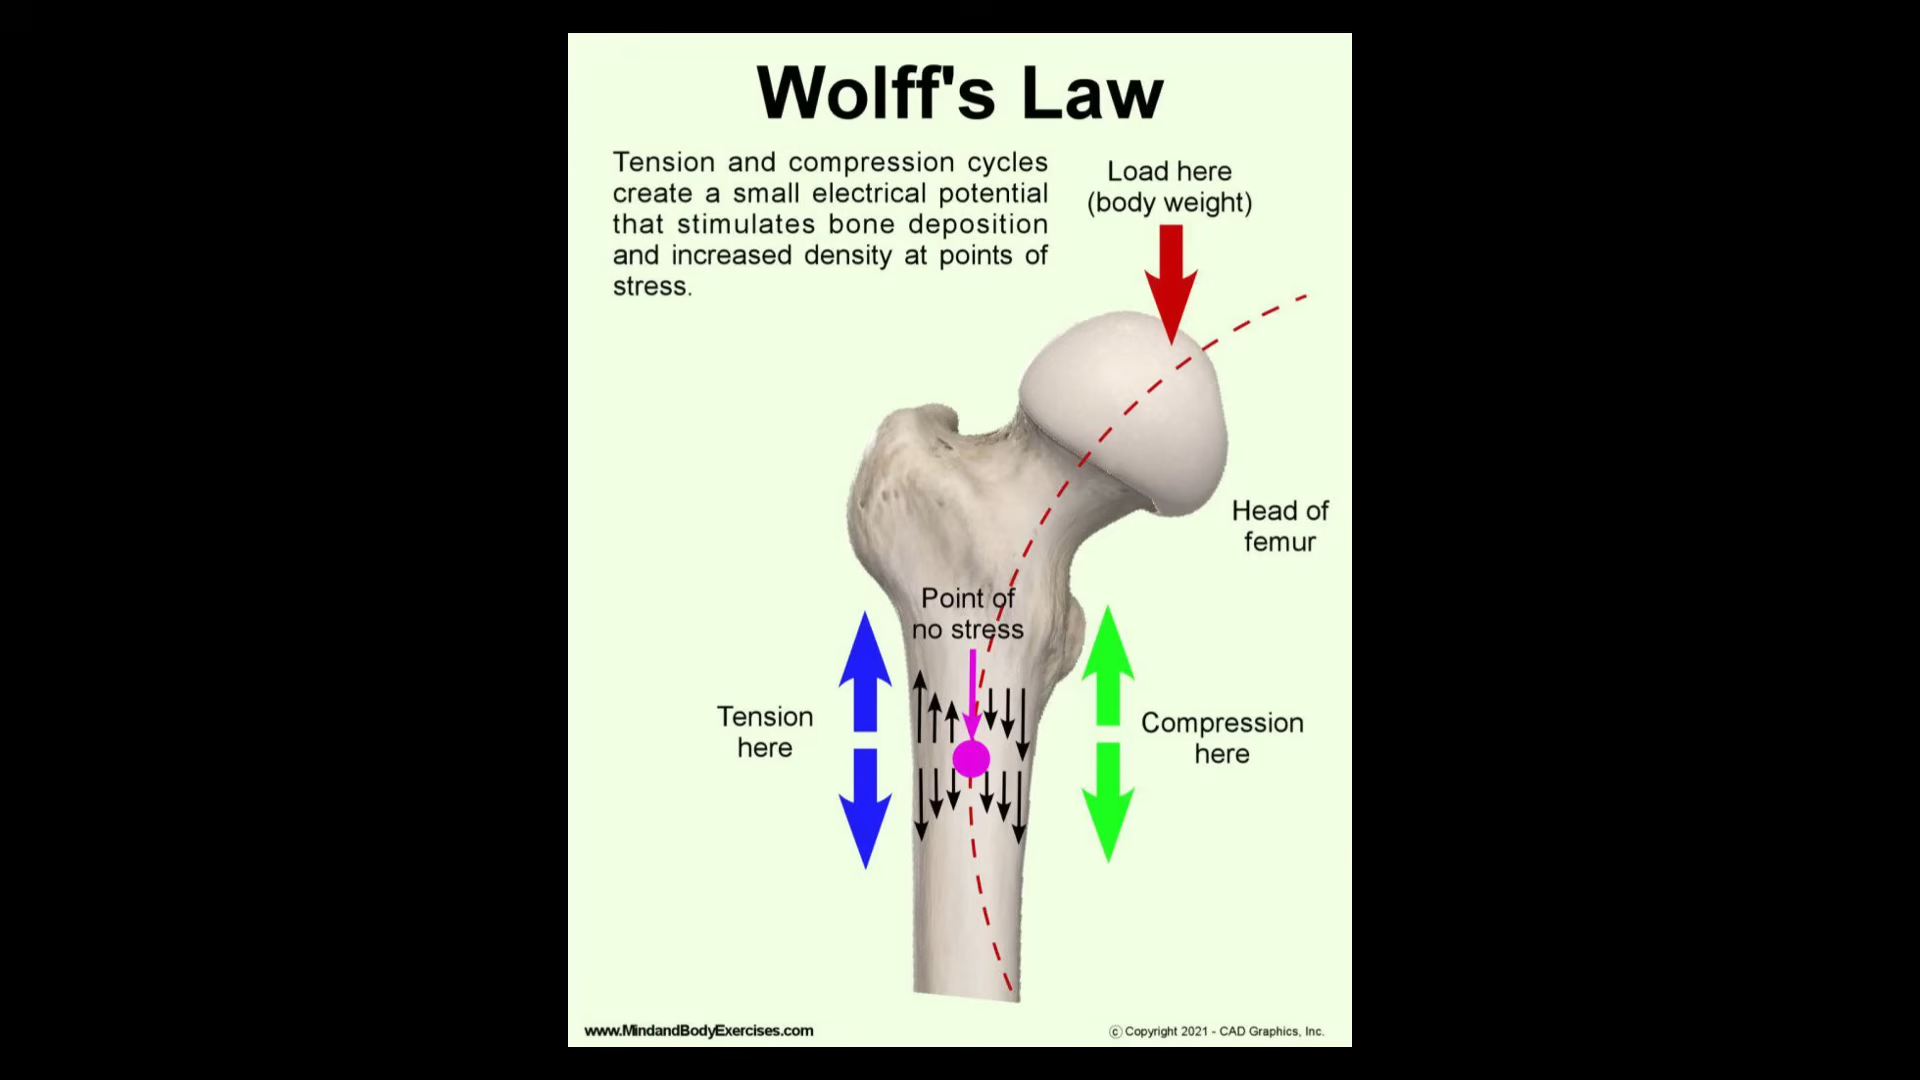 Wolff's Law
Tension and compression cycles
create a small electrical potential
that stimulates bone deposition
and increased density at points of
stress.
Load here
(body weight)
Head of
femur
Point of
no stress
Tension
here
Compression
here
www.MindandBodyExercises.com
© Copyright 2021 - CAD Graphics, Inc.